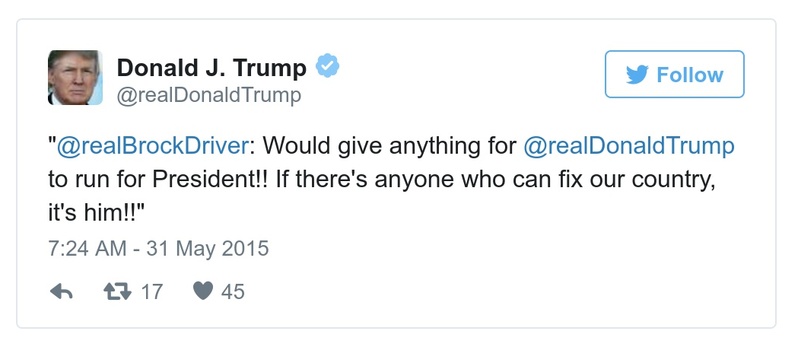 Donald J. Trump
@realDonaldTrump
Follow
"@realBrockDriver: Would give anything for @realDonaldTrump
to run for President!! If there's anyone who can fix our country,
it's him!!"
7:24 AM - 31 May 2015
17 45